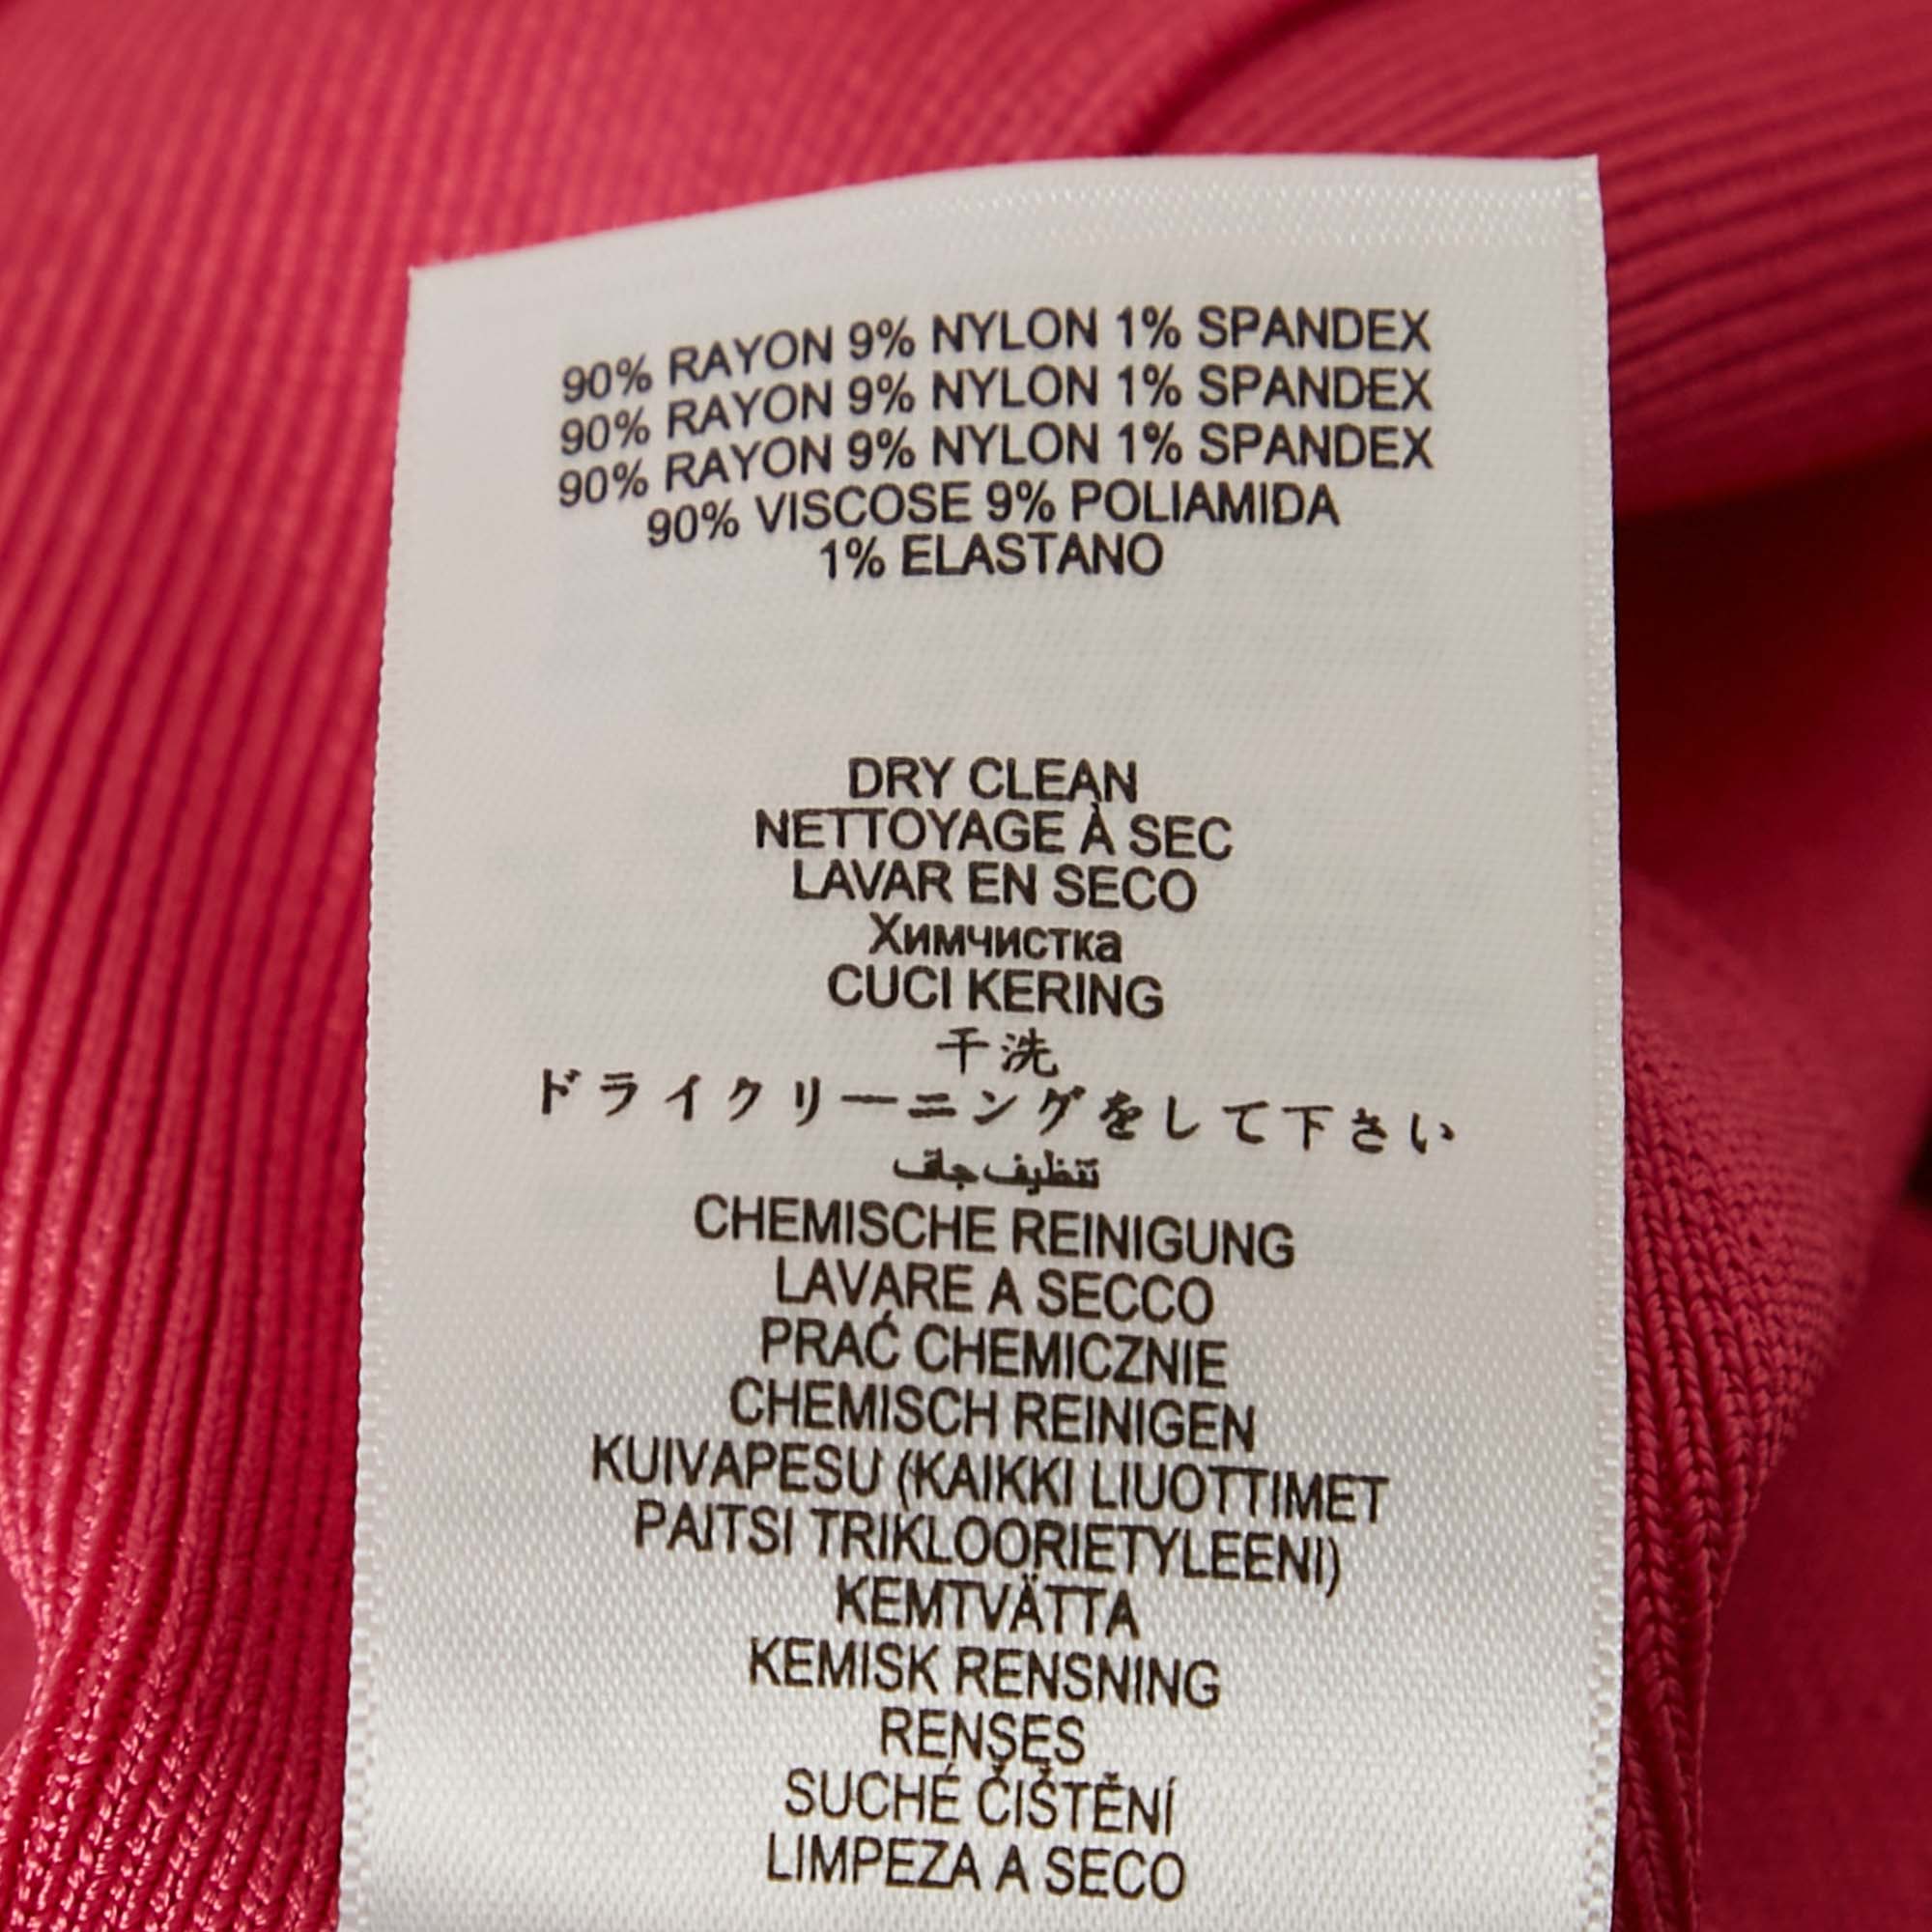 90% RAYON 9% NYLON 1% SPANDEX
90% RAYON 9% NYLON 1% SPANDEX
90% RAYON 9% NYLON 1% SPANDEX
90% VISCOSE 9% POLIAMIDA
1% ELASTANO
DRY CLEAN
NETTOYAGE À SEC
LAVAR EN SECO
Химчистка
CUCI KERING
干洗
ドライクリーニングをして下さい
تنظيف جاف
CHEMISCHE REINIGUNG
LAVARE A SECCO
PRAĆ CHEMICZNIE
CHEMISCH REINIGEN
KUIVAPESU (KAIKKI LIUOTTIMET
PAITSI TRIKLOORIETYLEENI)
KEMTVÄTTA
KEMISK RENSNING
RENSES
SUCHÉ ČIŠTĚNÍ
LIMPEZA A SECO